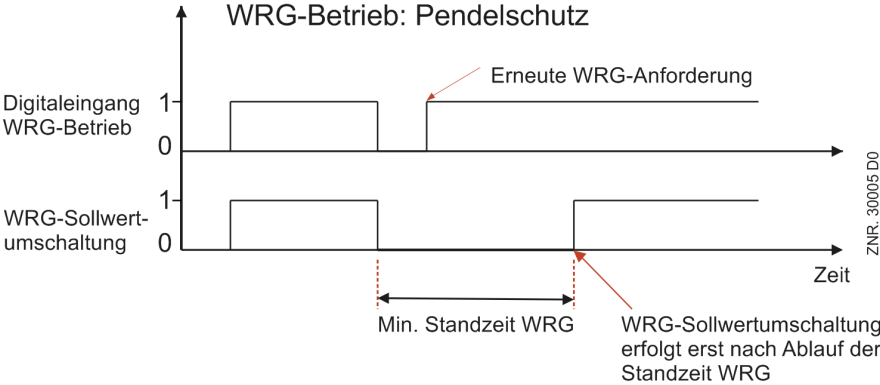 WRG-Betrieb: Pendelschutz
Erneute WRG-Anforderung
Digitaleingang
WRG-Betrieb
1
0
WRG-Sollwert-
umschaltung
1
0
Zeit
Min. Standzeit WRG
WRG-Sollwertumschaltung
erfolgt erst nach Ablauf der
Standzeit WRG
ZNR. 30005 D0